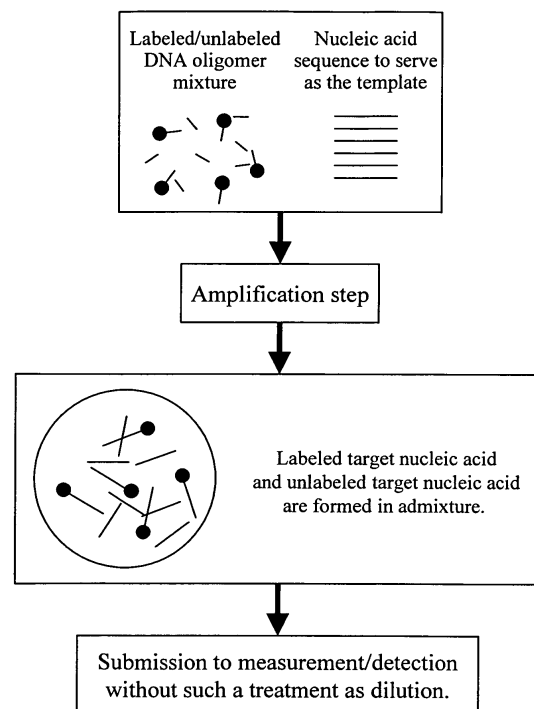 Labeled/unlabeled
DNA oligomer
mixture
Nucleic acid
sequence to serve
as the template
Amplification step
Labeled target nucleic acid
and unlabeled target nucleic acid
are formed in admixture.
Submission to measurement/detection
without such a treatment as dilution.